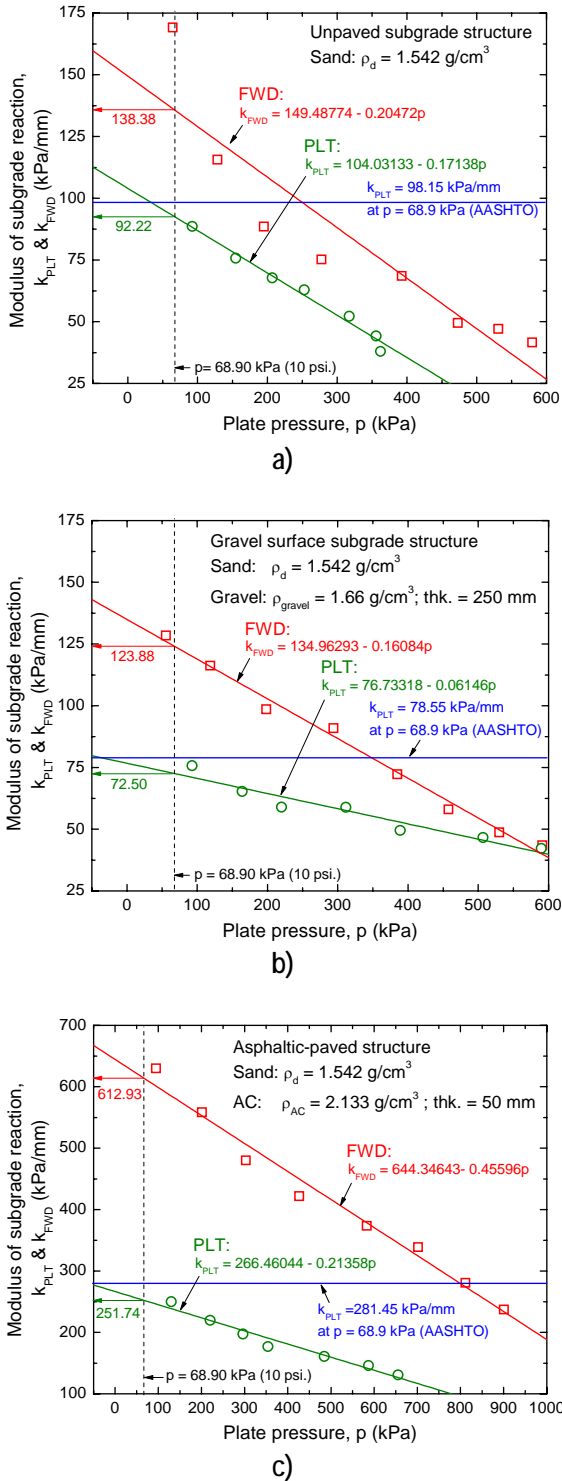 Unpaved subgrade structure
Sand: ρd = 1.542 g/cm3
FWD:
kFWD = 149.48774 - 0.20472p
138.38
PLT:
kPLT = 104.03133 - 0.17138p
kPLT = 98.15 kPa/mm
at p = 68.9 kPa (AASHTO)
92.22
p= 68.90 kPa (10 psi.)
175
150
125
100
75
50
25
0 100 200 300 400 500 600
Modulus of subgrade reaction,
kPLT & kFWD (kPa/mm)
Plate pressure, p (kPa)
a)
Gravel surface subgrade structure
Sand: ρd = 1.542 g/cm3
Gravel: ρgravel = 1.66 g/cm3; thk. = 250 mm
FWD:
kFWD = 134.96293 - 0.16084p
123.88
PLT:
kPLT = 76.73318 - 0.06146p
kPLT = 78.55 kPa/mm
at p = 68.9 kPa (AASHTO)
72.50
p = 68.90 kPa (10 psi.)
175
150
125
100
75
50
25
0 100 200 300 400 500 600
Modulus of subgrade reaction,
kPLT & kFWD (kPa/mm)
Plate pressure, p (kPa)
b)
Asphaltic-paved structure
Sand: ρd = 1.542 g/cm3
AC: ρAC = 2.133 g/cm3 ; thk. = 50 mm
612.93
FWD:
kFWD = 644.34643- 0.45596p
PLT:
kPLT = 266.46044 - 0.21358p
251.74
kPLT =281.45 kPa/mm
at p = 68.9 kPa (AASHTO)
p = 68.90 kPa (10 psi.)
700
600
500
400
300
200
100
0 100 200 300 400 500 600 700 800 900 1000
Modulus of subgrade reaction,
kPLT & kFWD (kPa/mm)
Plate pressure, p (kPa)
c)